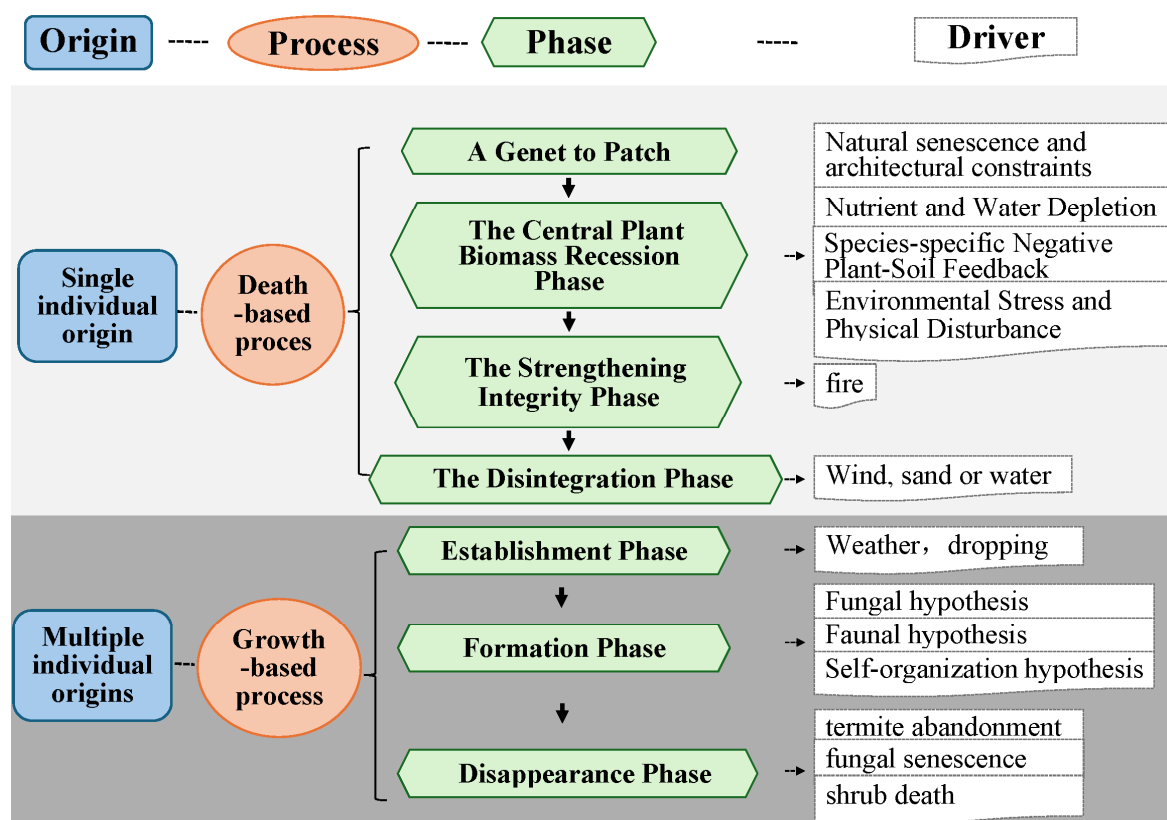 Origin
Process
Phase
Driver
Single
individual
origin
Death
-based
proces
A Genet to Patch
The Central Plant
Biomass Recession
Phase
The Strengthening
Integrity Phase
The Disintegration Phase
Natural senescence and
architectural constraints
Nutrient and Water Depletion
Species-specific Negative
Plant-Soil Feedback
Environmental Stress and
Physical Disturbance
fire
Wind, sand or water
Multiple
individual
origins
Growth
-based
process
Establishment Phase
Formation Phase
Disappearance Phase
Weather，dropping
Fungal hypothesis
Faunal hypothesis
Self-organization hypothesis
termite abandonment
fungal senescence
shrub death